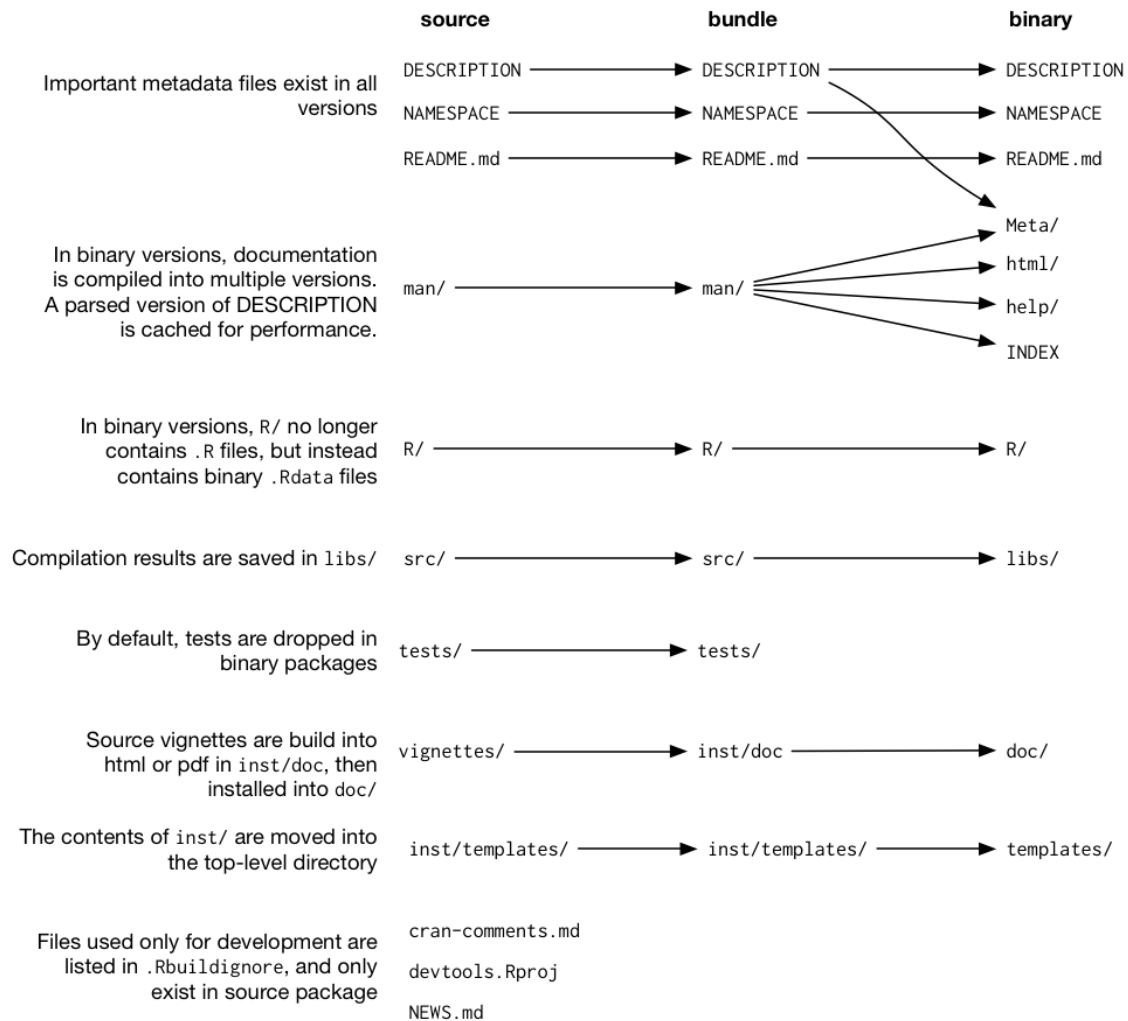 source bundle binary
Important metadata files exist in all
versions
DESCRIPTION DESCRIPTION DESCRIPTION
NAMESPACE NAMESPACE NAMESPACE
README.md README.md README.md
In binary versions, documentation
is compiled into multiple versions.
A parsed version of DESCRIPTION
is cached for performance.
man/ man/
Meta/
html/
help/
INDEX
In binary versions, R/ no longer
contains .R files, but instead
contains binary .Rdata files
R/ R/ R/
Compilation results are saved in libs/
src/ src/ libs/
By default, tests are dropped in
binary packages
tests/ tests/
Source vignettes are build into
html or pdf in inst/doc, then
installed into doc/
vignettes/ inst/doc doc/
The contents of inst/ are moved into
the top-level directory
inst/templates/ inst/templates/ templates/
Files used only for development are
listed in .Rbuildignore, and only
exist in source package
cran-comments.md
devtools.Rproj
NEWS.md